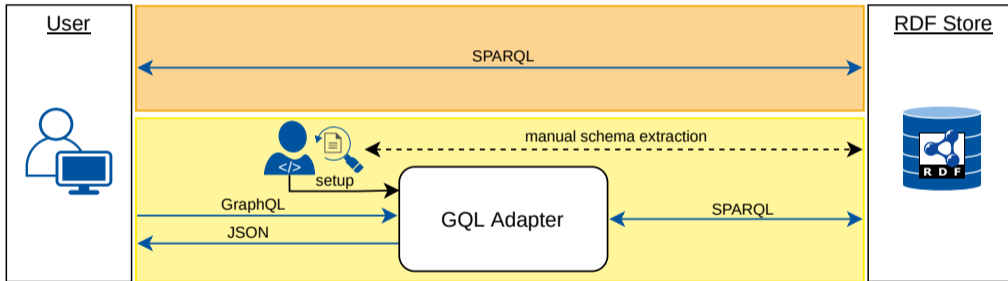 User
RDF Store
SPARQL
manual schema extraction
</>
setup
GraphQL
JSON
GQL Adapter
SPARQL
RDF